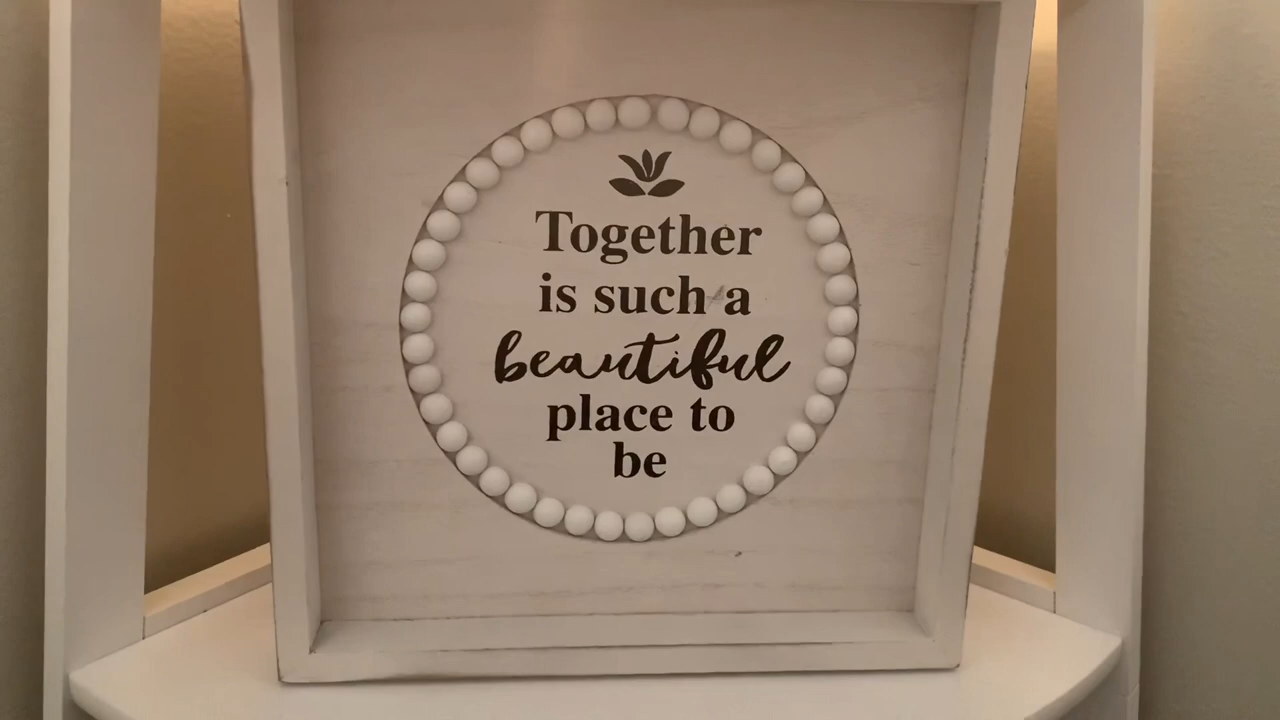 Together
is such a
beautiful
place to
be